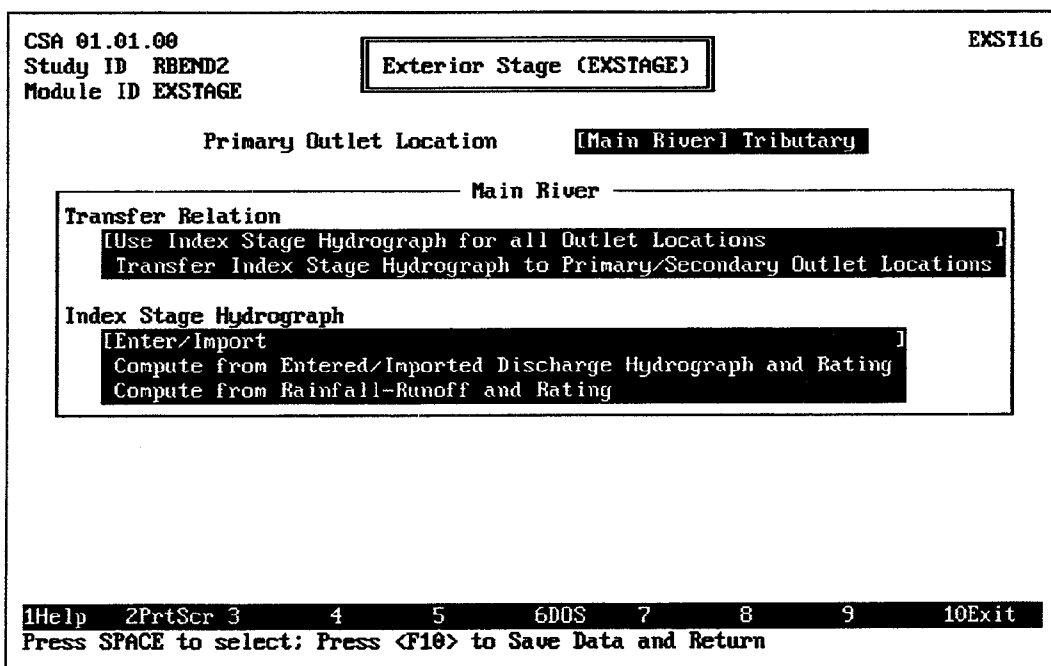 CSA 01.01.00
EXST16
Study ID RBEND2
Exterior Stage (EXSTAGE)
Module ID EXSTAGE
Primary Outlet Location [Main River] Tributary
Main River
Transfer Relation
[Use Index Stage Hydrograph for all Outlet Locations ]
Transfer Index Stage Hydrograph to Primary/Secondary Outlet Locations
Index Stage Hydrograph
[Enter/Import ]
Compute from Entered/Imported Discharge Hydrograph and Rating
Compute from Rainfall-Runoff and Rating
1Help 2PrtScr 3 4 5 6DOS 7 8 9 10Exit
Press SPACE to select; Press <F10> to Save Data and Return